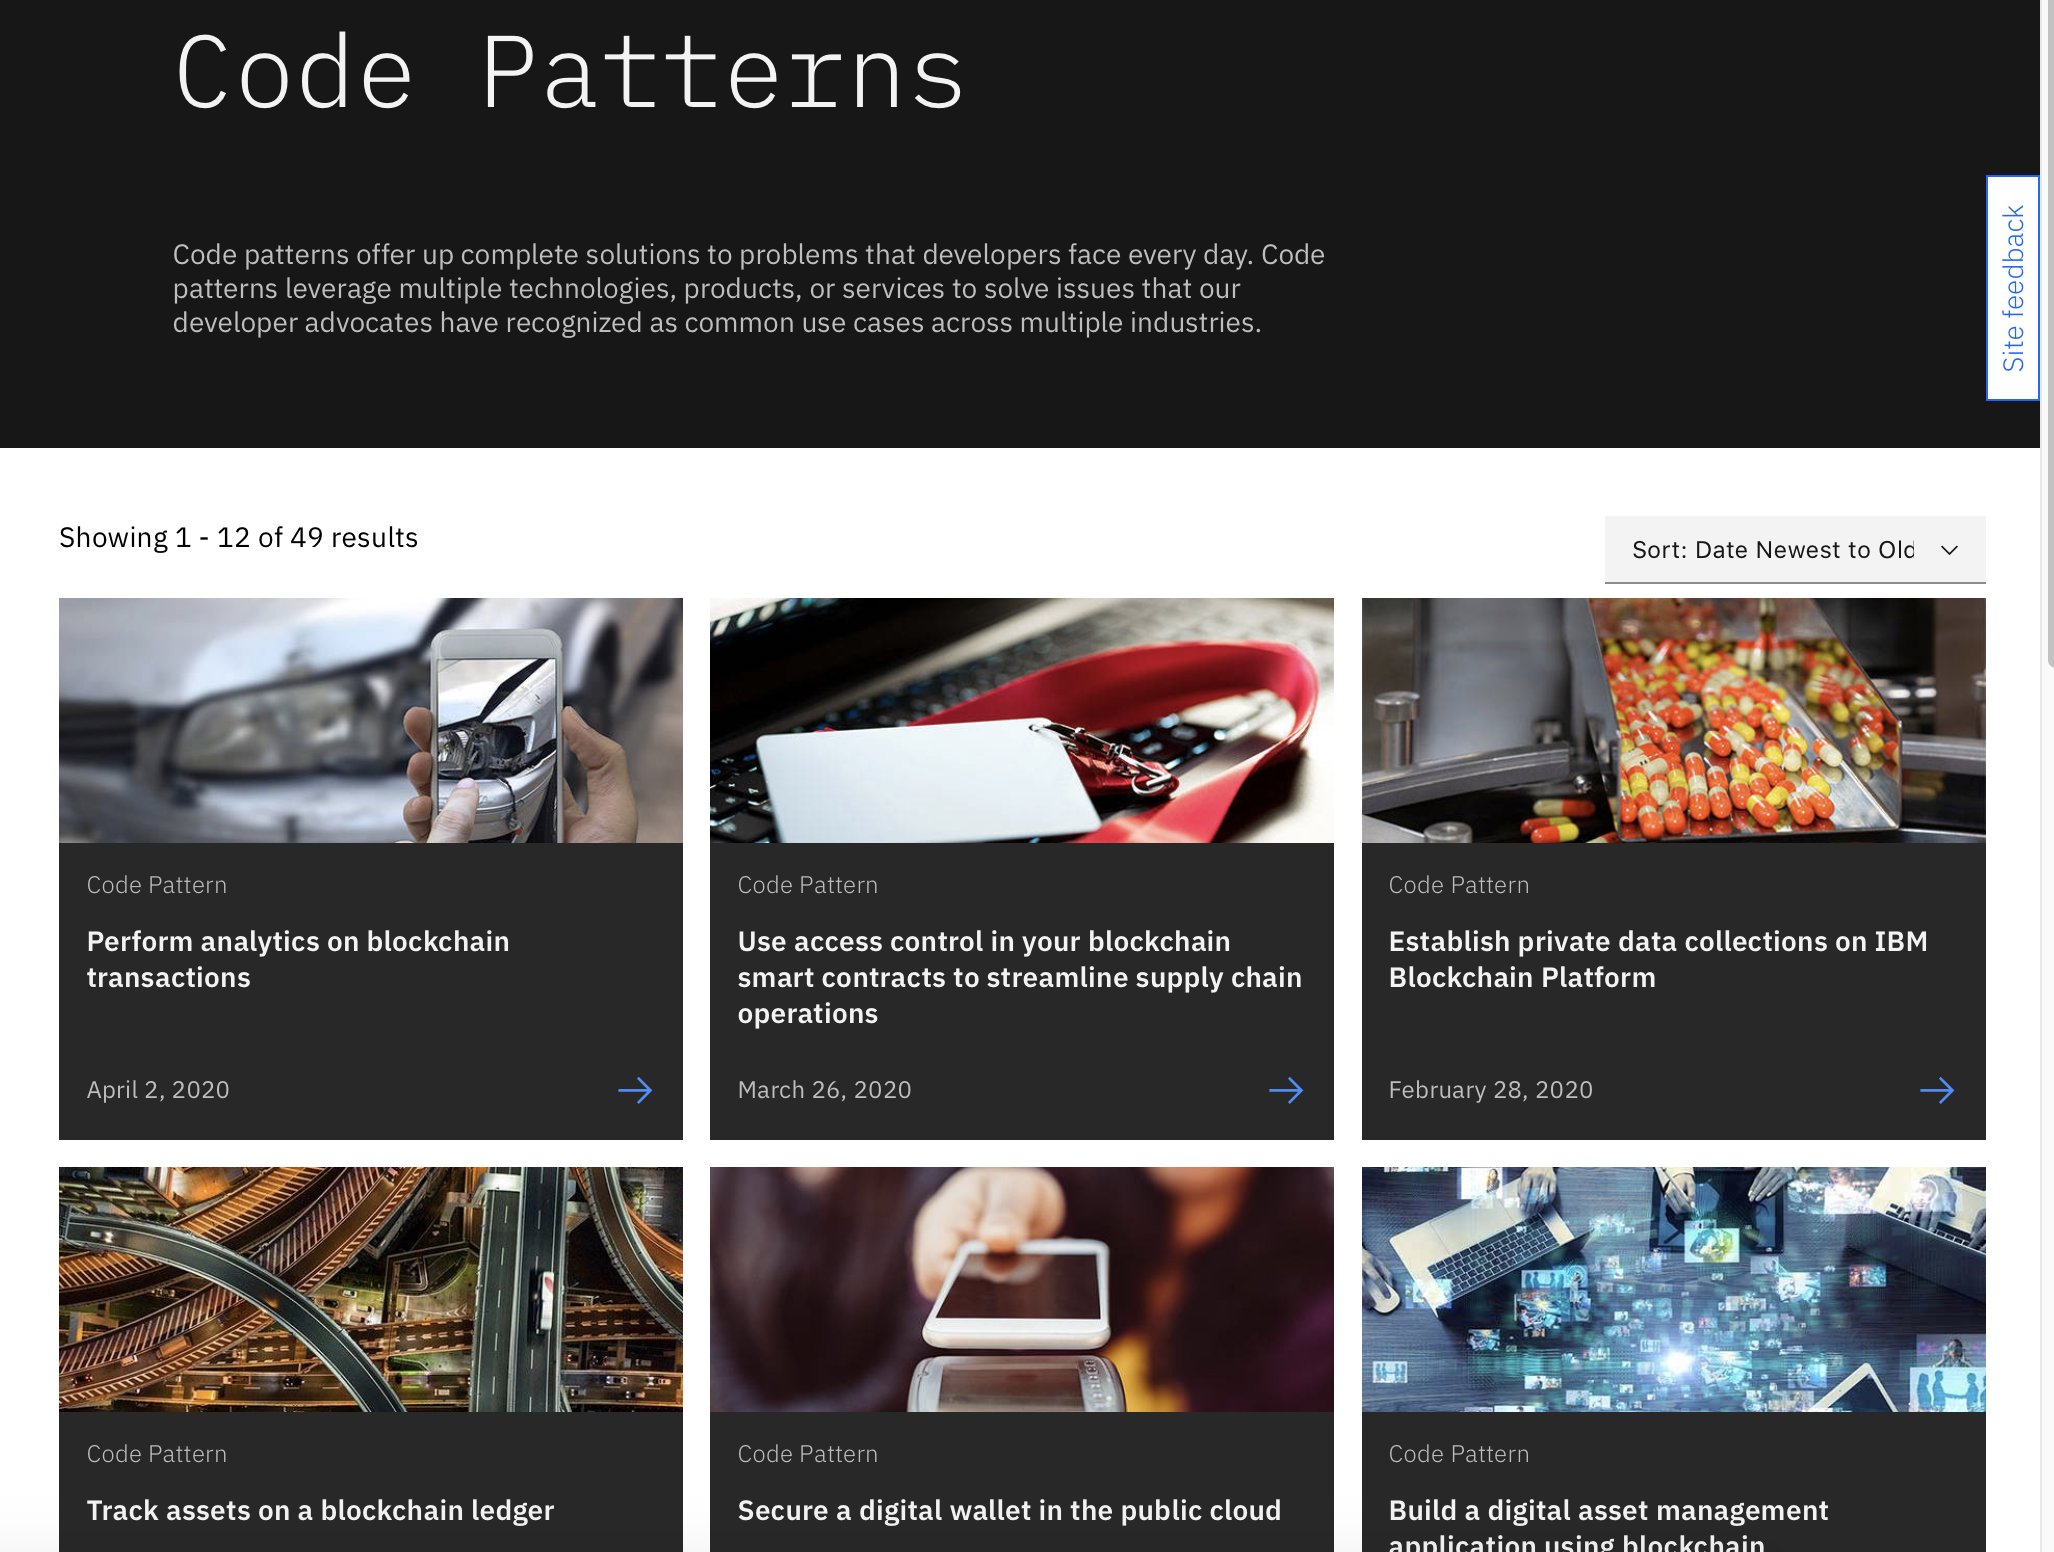 Code Patterns
Code patterns offer up complete solutions to problems that developers face every day. Code
patterns leverage multiple technologies, products, or services to solve issues that our
developer advocates have recognized as common use cases across multiple industries.
Site feedback
Showing 1 - 12 of 49 results
Sort: Date Newest to Old
Code Pattern
Perform analytics on blockchain
transactions
April 2, 2020
Code Pattern
Use access control in your blockchain
smart contracts to streamline supply chain
operations
March 26, 2020
Code Pattern
Establish private data collections on IBM
Blockchain Platform
February 28, 2020
Code Pattern
Track assets on a blockchain ledger
Code Pattern
Secure a digital wallet in the public cloud
Code Pattern
Build a digital asset management
application using blockchain